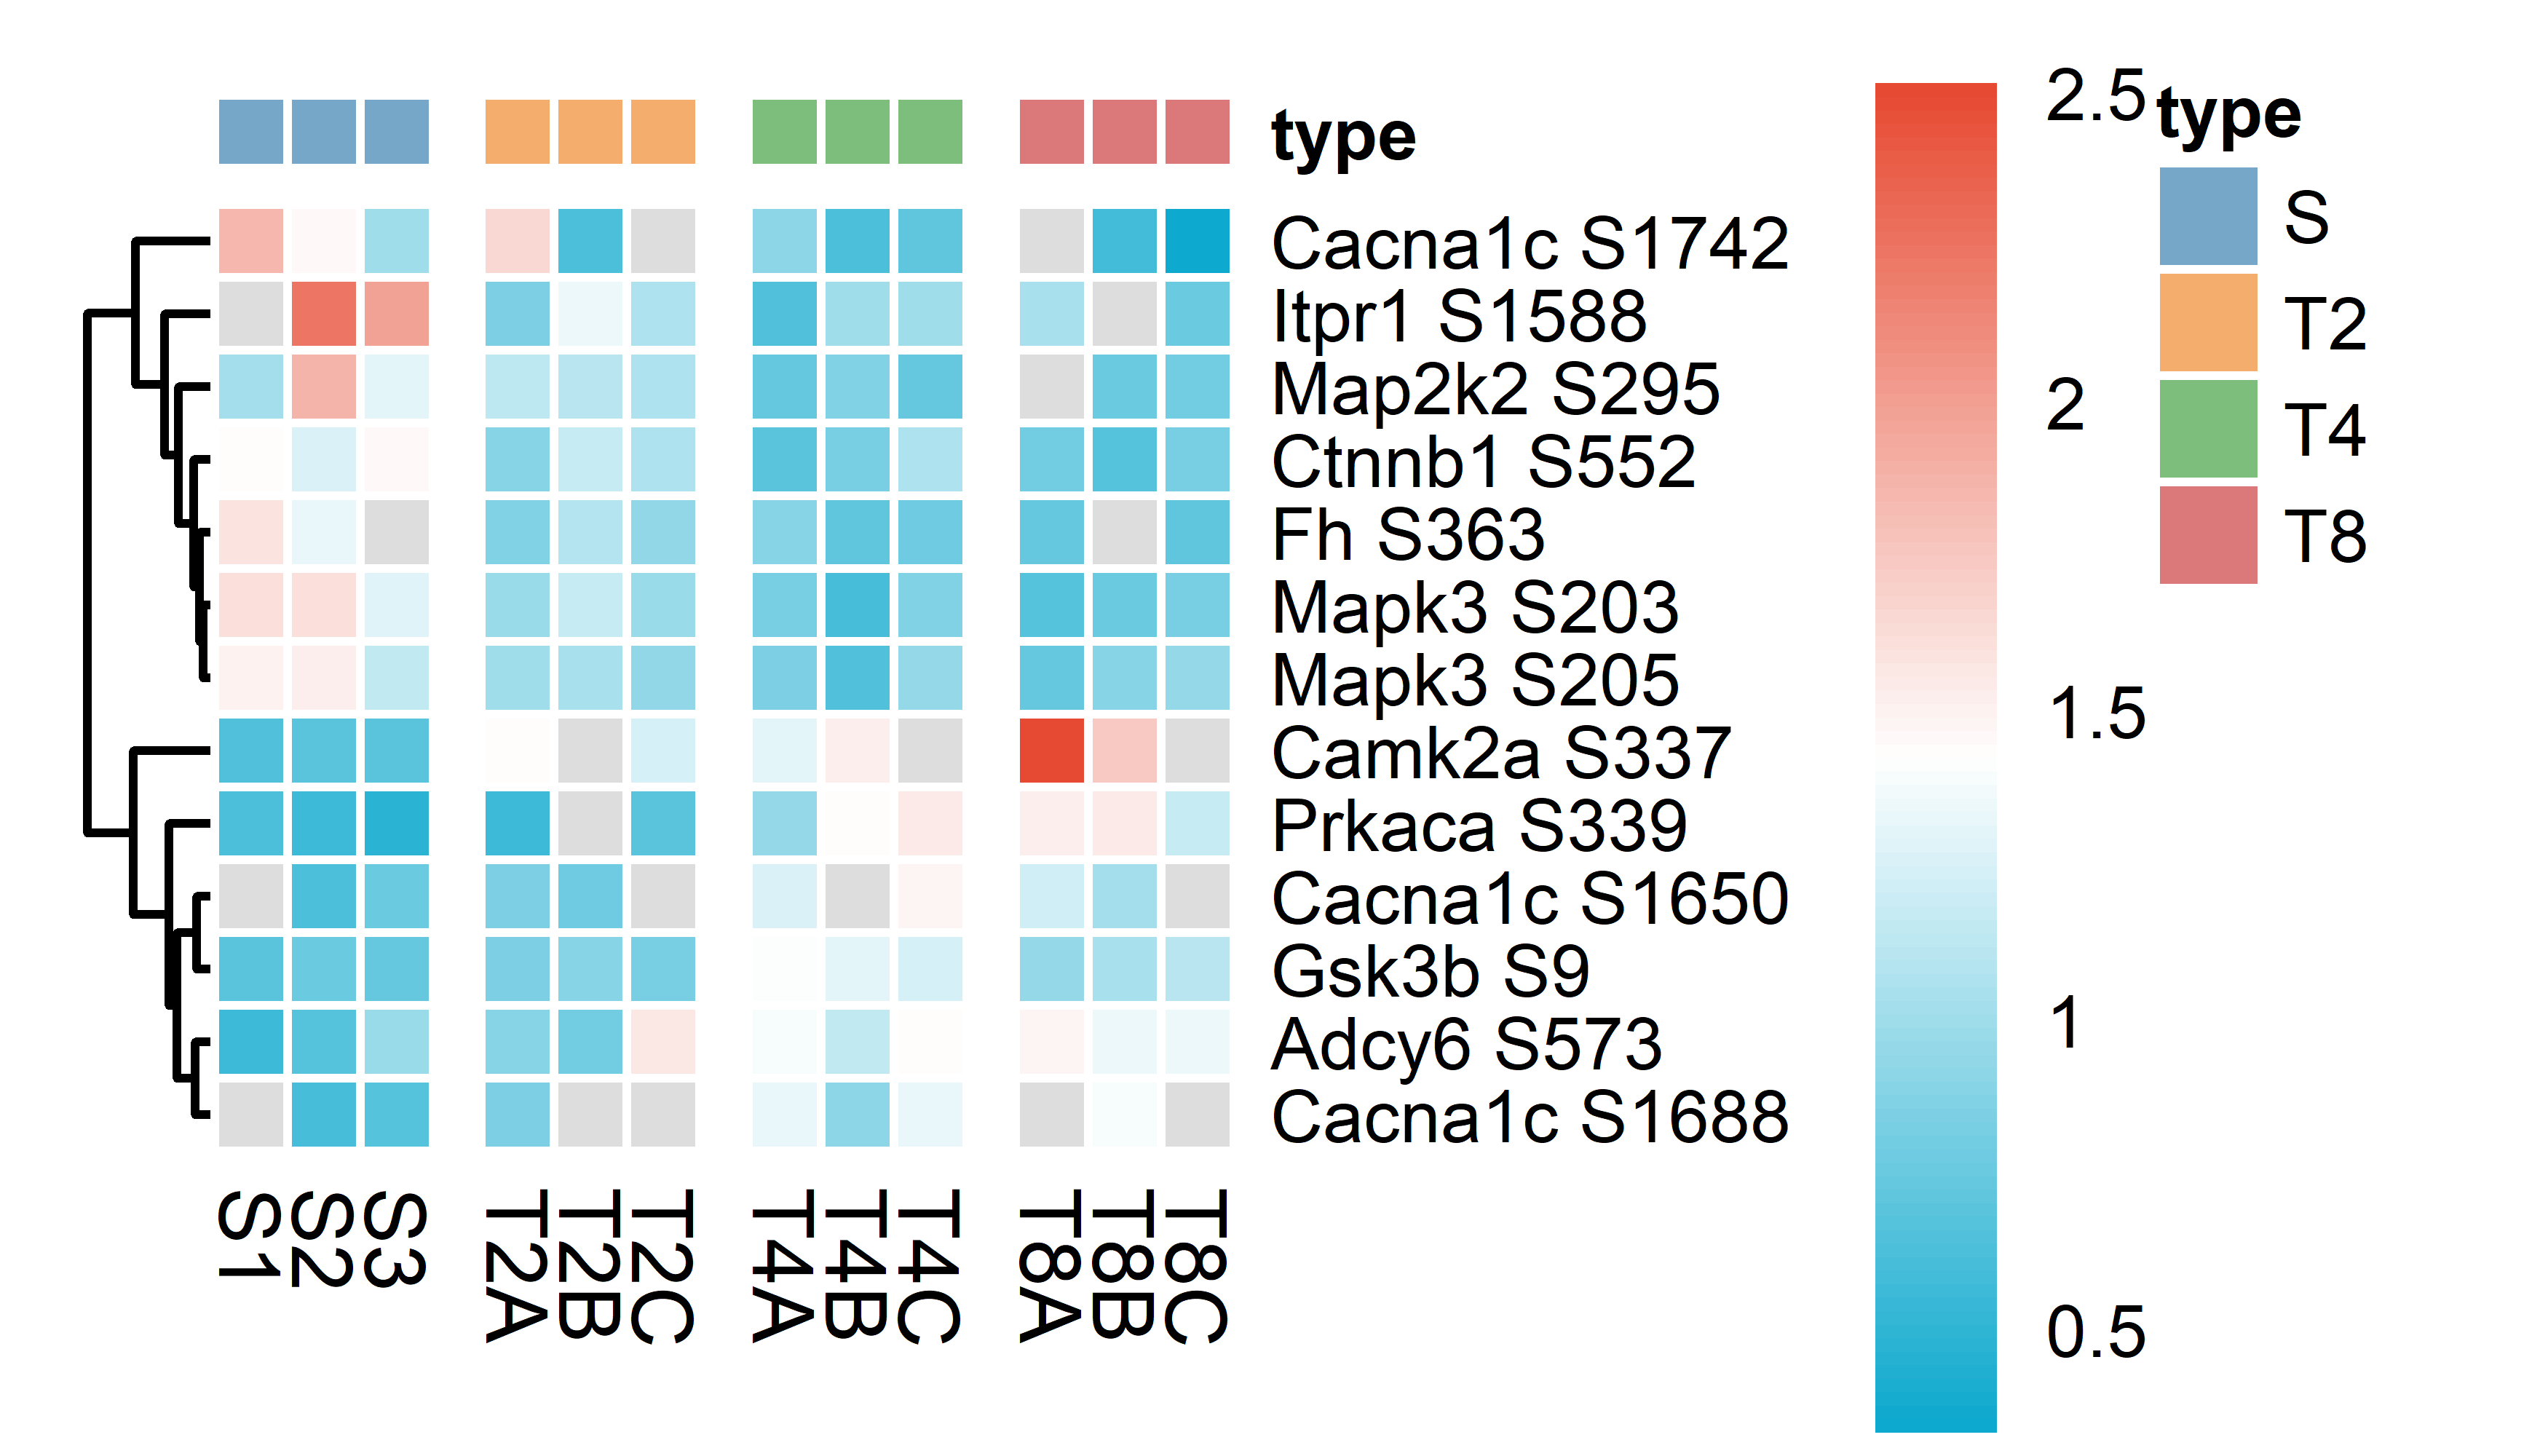 type
Cacna1c S1742
Itpr1 S1588
Map2k2 S295
Ctnnb1 S552
Fh S363
Mapk3 S203
Mapk3 S205
Camk2a S337
Prkaca S339
Cacna1c S1650
Gsk3b S9
Adcy6 S573
Cacna1c S1688
S1
S2
S3
T2A
T2B
T2C
T4A
T4B
T4C
T8A
T8B
T8C
2.5
2
1.5
1
0.5
type
S
T2
T4
T8